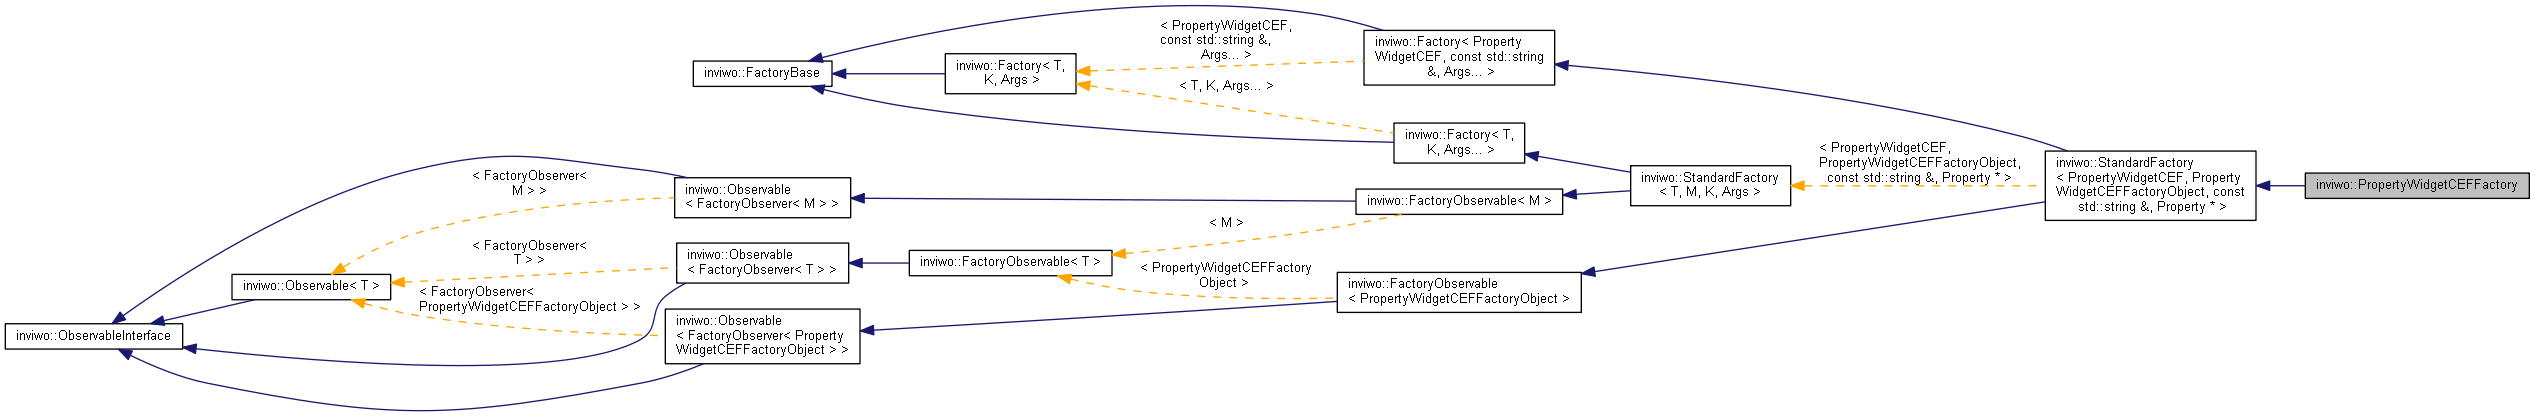 < PropertyWidgetCEF,
const std::string &,
Args... >
inviwo::Factory< Property
WidgetCEF, const std::string
&, Args... >
inviwo::FactoryBase
inviwo::Factory< T,
K, Args >
< T, K, Args... >
inviwo::Factory< T,
K, Args... >
< PropertyWidgetCEF,
PropertyWidgetCEFFactoryObject,
const std::string &, Property * >
inviwo::StandardFactory
< PropertyWidgetCEF, Property
WidgetCEFFactoryObject, const
std::string &, Property * >
inviwo::PropertyWidgetCEFFactory
inviwo::StandardFactory
< T, M, K, Args >
< FactoryObserver<
M > >
inviwo::Observable
< FactoryObserver< M > >
inviwo::FactoryObservable< M >
< M >
< FactoryObserver<
T > >
inviwo::Observable
< FactoryObserver< T > >
inviwo::FactoryObservable< T >
< PropertyWidgetCEFFactory
Object >
inviwo::FactoryObservable
< PropertyWidgetCEFFactoryObject >
inviwo::Observable< T >
< FactoryObserver<
PropertyWidgetCEFFactoryObject > >
inviwo::Observable
< FactoryObserver< Property
WidgetCEFFactoryObject > >
inviwo::ObservableInterface